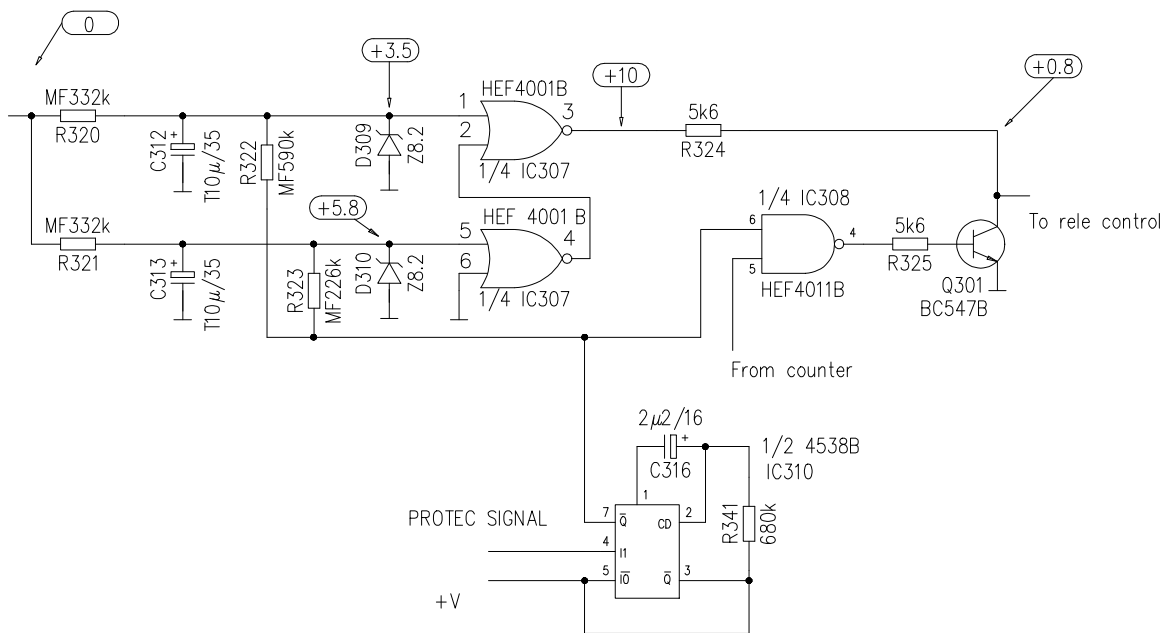 0
+3.5
+10
+0.8
MF332k
R320
C312
+
T10µ/35
R322
MF590k
D309
Z8.2
HEF4001B
1
2
3
1/4 IC307
5k6
R324
MF332k
R321
C313
+
T10µ/35
R323
MF226k
+5.8
D310
Z8.2
HEF 4001 B
5
6
4
1/4 IC307
1/4 IC308
6
5
4
HEF4011B
5k6
R325
Q301
BC547B
To rele control
From counter
2µ2/16
+
C316
1/2 4538B
IC310
1
7
Q̅
CD
2
R341
680k
PROTEC SIGNAL
4
I1
5
I̅0̅
Q̅
3
+V